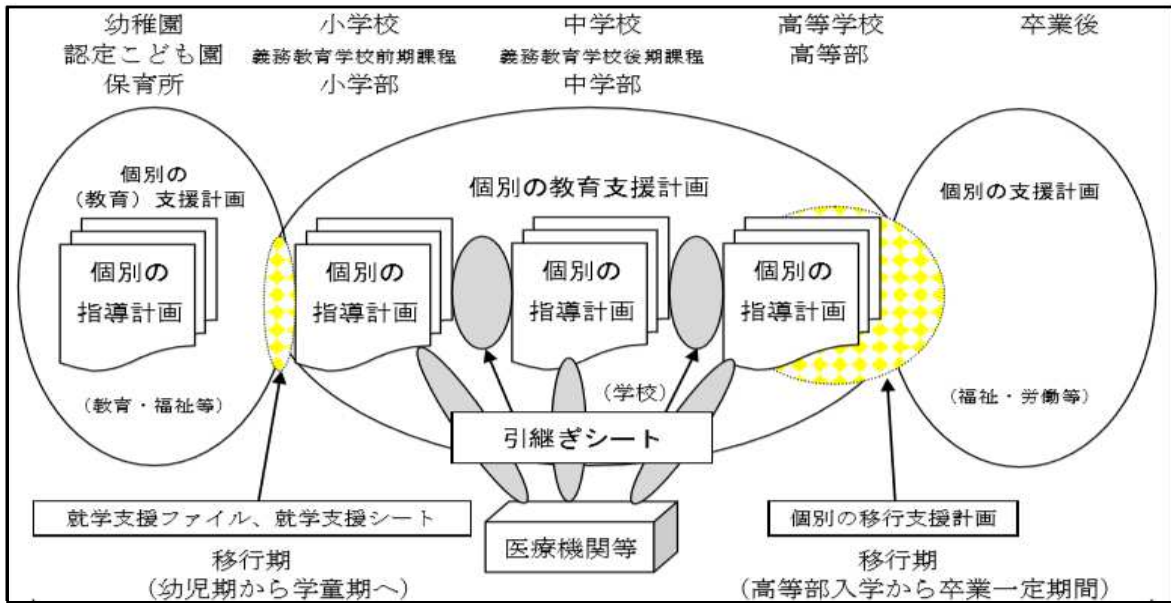 幼稚園
認定こども園
保育所
小学校
義務教育学校前期課程
小学部
中学校
義務教育学校後期課程
中学部
高等学校
高等部
卒業後
個別の
（教育）支援計画
個別の教育支援計画
個別の支援計画
個別の
指導計画
個別の
指導計画
個別の
指導計画
個別の
指導計画
（教育・福祉等）
（学校）
（福祉・労働等）
引継ぎシート
就学支援ファイル、就学支援シート
医療機関等
個別の移行支援計画
移行期
（幼児期から学童期へ）
移行期
（高等部入学から卒業一定期間）